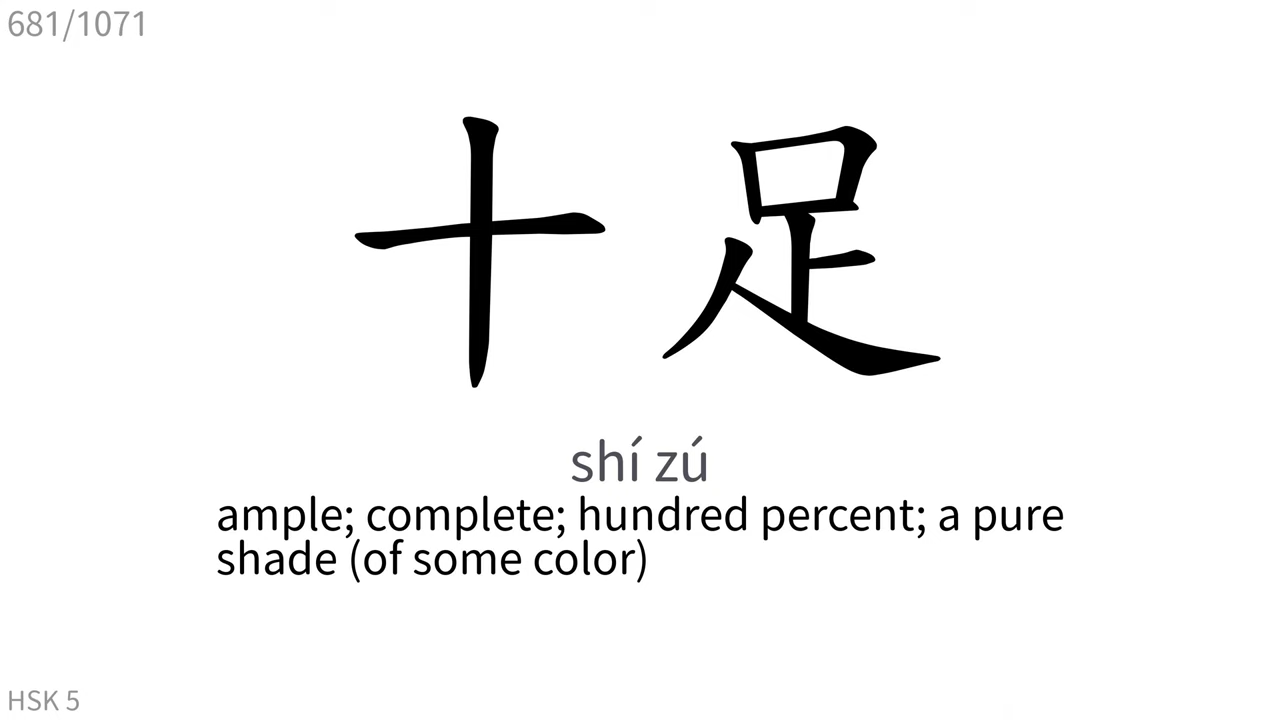 681/1071
十足
shí zú
ample; complete; hundred percent; a pure
shade (of some color)
HSK 5